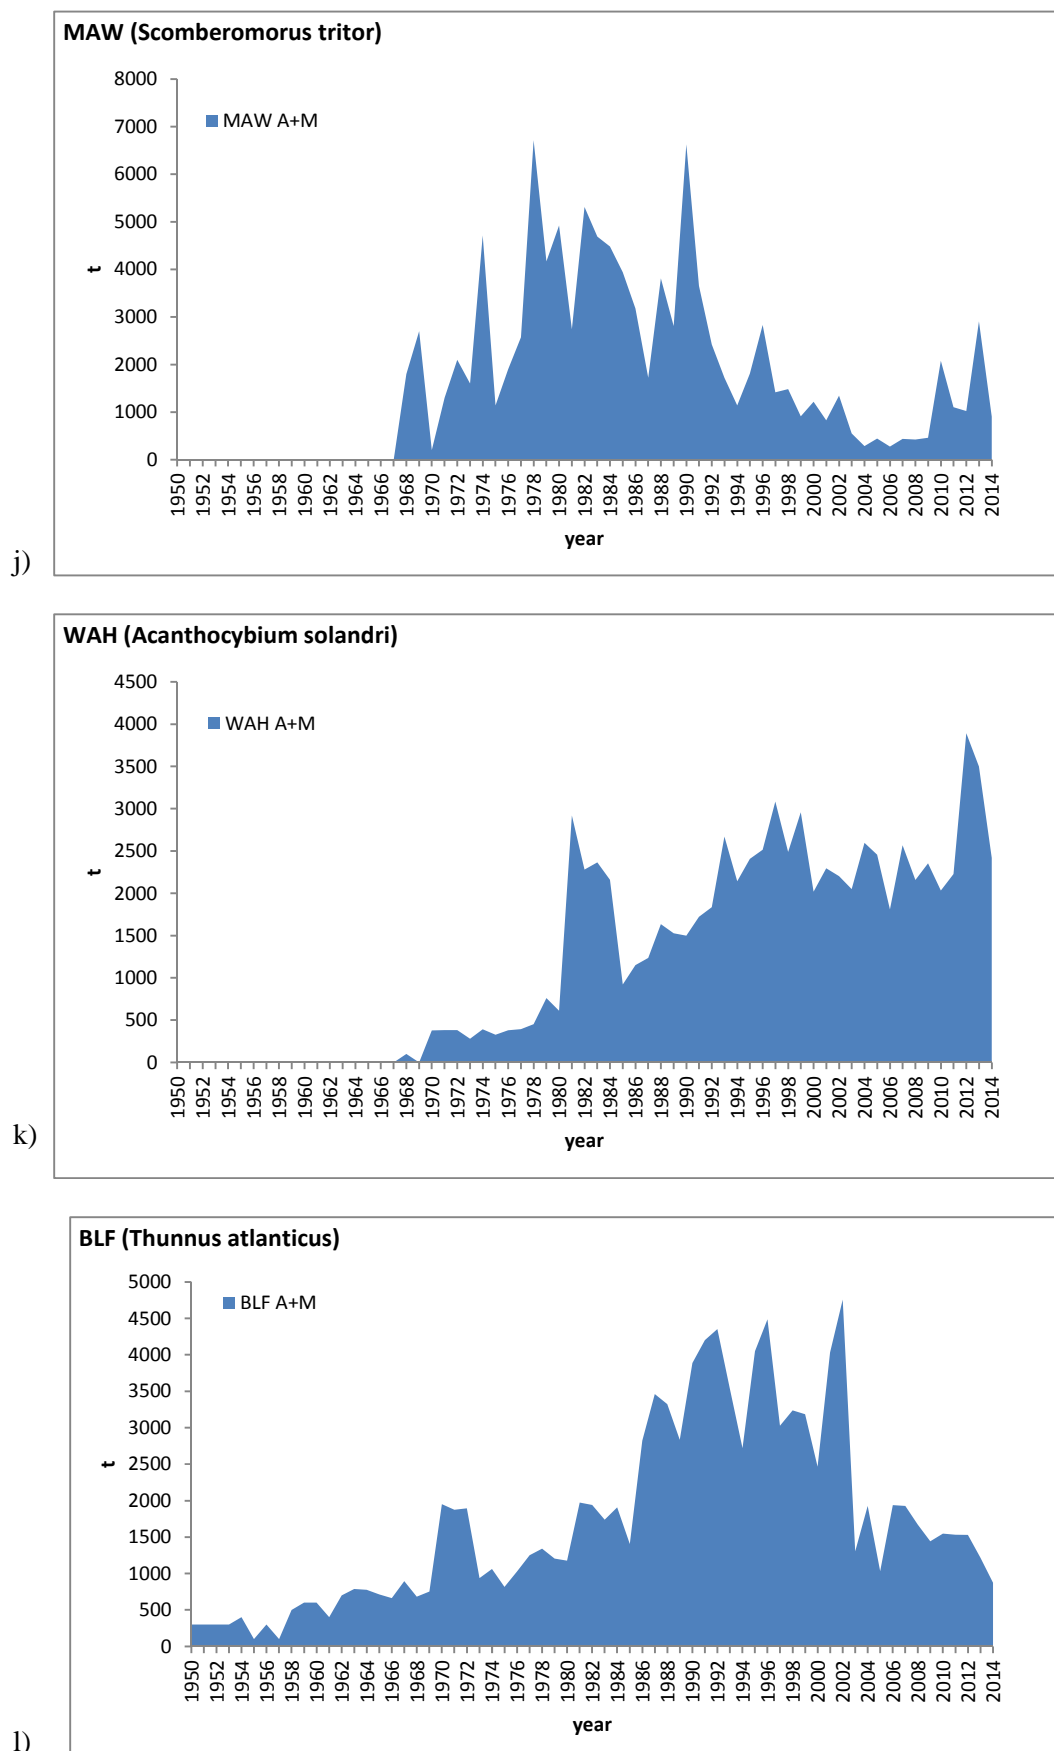 MAW (Scomberomorus tritor)
8000
7000
6000
5000
4000
3000
2000
1000
0
MAW A+M
t
1950 1952 1954 1956 1958 1960 1962 1964 1966 1968 1970 1972 1974 1976 1978 1980 1982 1984 1986 1988 1990 1992 1994 1996 1998 2000 2002 2004 2006 2008 2010 2012 2014
year
j)
WAH (Acanthocybium solandri)
4500
4000
3500
3000
2500
2000
1500
1000
500
0
WAH A+M
t
1950 1952 1954 1956 1958 1960 1962 1964 1966 1968 1970 1972 1974 1976 1978 1980 1982 1984 1986 1988 1990 1992 1994 1996 1998 2000 2002 2004 2006 2008 2010 2012 2014
year
k)
BLF (Thunnus atlanticus)
5000
4500
4000
3500
3000
2500
2000
1500
1000
500
0
BLF A+M
t
1950 1952 1954 1956 1958 1960 1962 1964 1966 1968 1970 1972 1974 1976 1978 1980 1982 1984 1986 1988 1990 1992 1994 1996 1998 2000 2002 2004 2006 2008 2010 2012 2014
year
l)